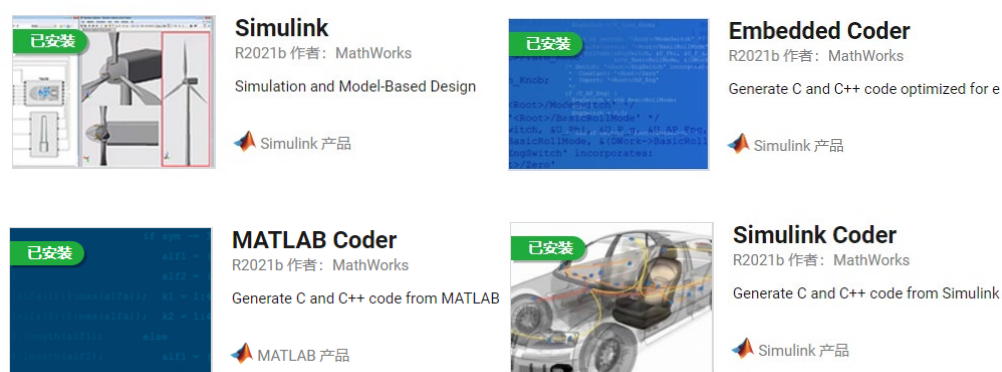 已安装
Simulink
R2021b 作者：MathWorks
Simulation and Model-Based Design
Simulink 产品
已安装
Embedded Coder
R2021b 作者：MathWorks
Generate C and C++ code optimized for e
Simulink 产品
已安装
MATLAB Coder
R2021b 作者：MathWorks
Generate C and C++ code from MATLAB
MATLAB 产品
已安装
Simulink Coder
R2021b 作者：MathWorks
Generate C and C++ code from Simulink
Simulink 产品